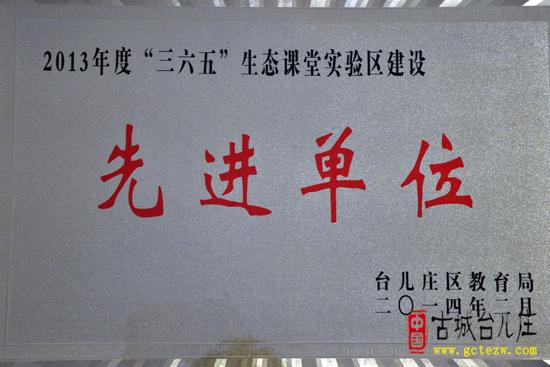 2013年度“三六五”生态课堂实验区建设
先进单位
台儿庄区教育局
二〇一四年二月
中国
古城台儿庄
www.gctezw.com